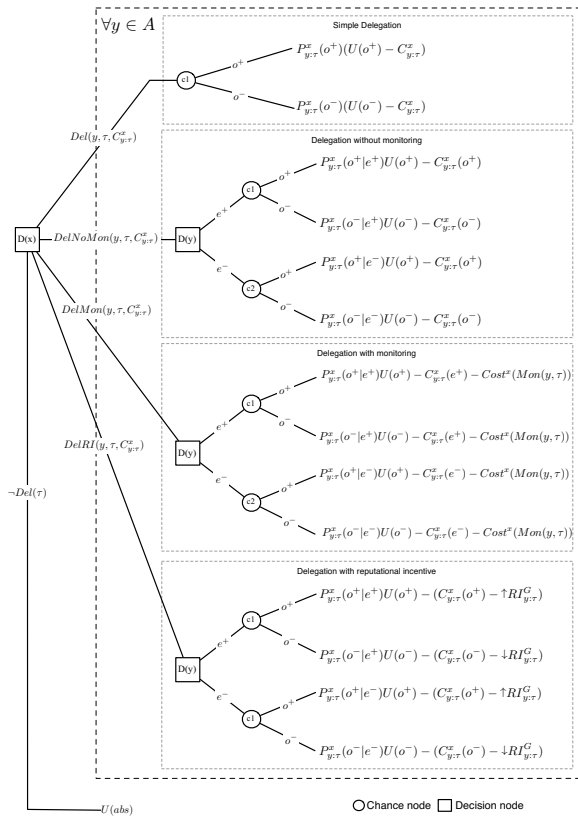 ∀y ∈ A
Simple Delegation
c1
o⁺
P^x_{y:τ}(o⁺)(U(o⁺) − C^x_{y:τ})
o⁻
P^x_{y:τ}(o⁻)(U(o⁻) − C^x_{y:τ})
Del(y, τ, C^x_{y:τ})
Delegation without monitoring
o⁺
P^x_{y:τ}(o⁺|e⁺)U(o⁺) − C^x_{y:τ}(o⁺)
c1
e⁺
o⁻
P^x_{y:τ}(o⁻|e⁺)U(o⁻) − C^x_{y:τ}(o⁻)
D(x)
DelNoMon(y, τ, C^x_{y:τ})
D(y)
o⁺
P^x_{y:τ}(o⁺|e⁻)U(o⁺) − C^x_{y:τ}(o⁺)
e⁻
c2
o⁻
P^x_{y:τ}(o⁻|e⁻)U(o⁻) − C^x_{y:τ}(o⁻)
DelMon(y, τ, C^x_{y:τ})
Delegation with monitoring
o⁺
P^x_{y:τ}(o⁺|e⁺)U(o⁺) − C^x_{y:τ}(e⁺) − Cost^x(Mon(y, τ))
c1
e⁺
o⁻
P^x_{y:τ}(o⁻|e⁺)U(o⁻) − C^x_{y:τ}(e⁺) − Cost^x(Mon(y, τ))
DelRI(y, τ, C^x_{y:τ})
D(y)
o⁺
P^x_{y:τ}(o⁺|e⁻)U(o⁺) − C^x_{y:τ}(e⁻) − Cost^x(Mon(y, τ))
e⁻
c2
o⁻
P^x_{y:τ}(o⁻|e⁻)U(o⁻) − C^x_{y:τ}(e⁻) − Cost^x(Mon(y, τ))
¬Del(τ)
Delegation with reputational incentive
o⁺
P^x_{y:τ}(o⁺|e⁺)U(o⁺) − (C^x_{y:τ}(o⁺) − ↑RI^G_{y:τ})
c1
e⁺
o⁻
P^x_{y:τ}(o⁻|e⁺)U(o⁻) − (C^x_{y:τ}(o⁻) − ↓RI^G_{y:τ})
D(y)
o⁺
P^x_{y:τ}(o⁺|e⁻)U(o⁺) − (C^x_{y:τ}(o⁺) − ↑RI^G_{y:τ})
e⁻
c1
o⁻
P^x_{y:τ}(o⁻|e⁻)U(o⁻) − (C^x_{y:τ}(o⁻) − ↓RI^G_{y:τ})
U(abs)
Chance node
Decision node